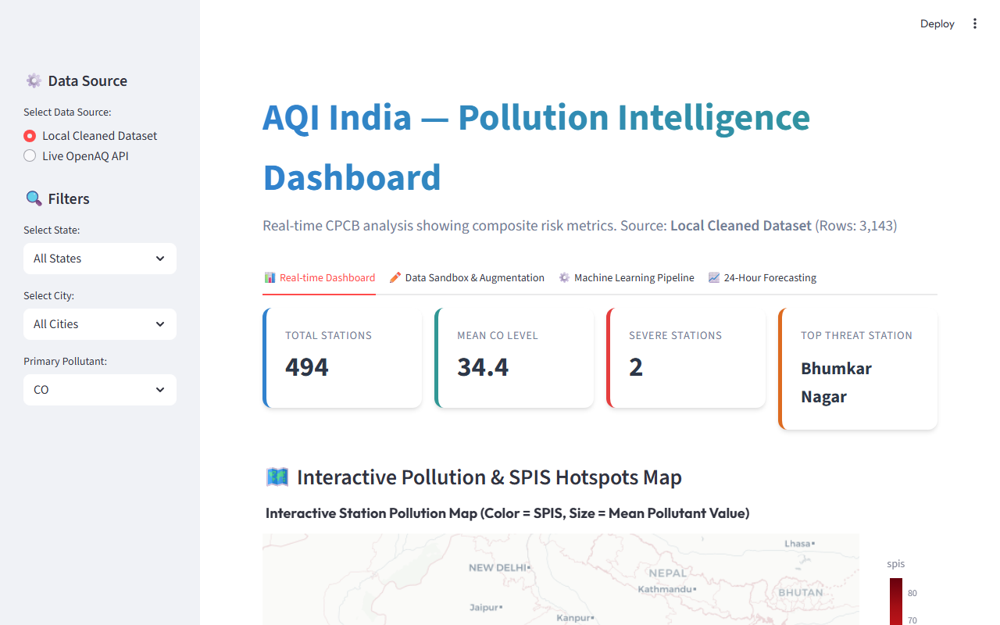 Deploy
Data Source
Select Data Source:
Local Cleaned Dataset
Live OpenAQ API
Filters
Select State:
All States
Select City:
All Cities
Primary Pollutant:
CO
AQI India — Pollution Intelligence
Dashboard
Real-time CPCB analysis showing composite risk metrics. Source: Local Cleaned Dataset (Rows: 3,143)
Real-time Dashboard
Data Sandbox & Augmentation
Machine Learning Pipeline
24-Hour Forecasting
TOTAL STATIONS
494
MEAN CO LEVEL
34.4
SEVERE STATIONS
2
TOP THREAT STATION
Bhumkar
Nagar
Interactive Pollution & SPIS Hotspots Map
Interactive Station Pollution Map (Color = SPIS, Size = Mean Pollutant Value)
Lhasa
NEW DELHI
NEPAL
Kathmandu
BHUTAN
Jaipur
Kanpur
spis
80
70